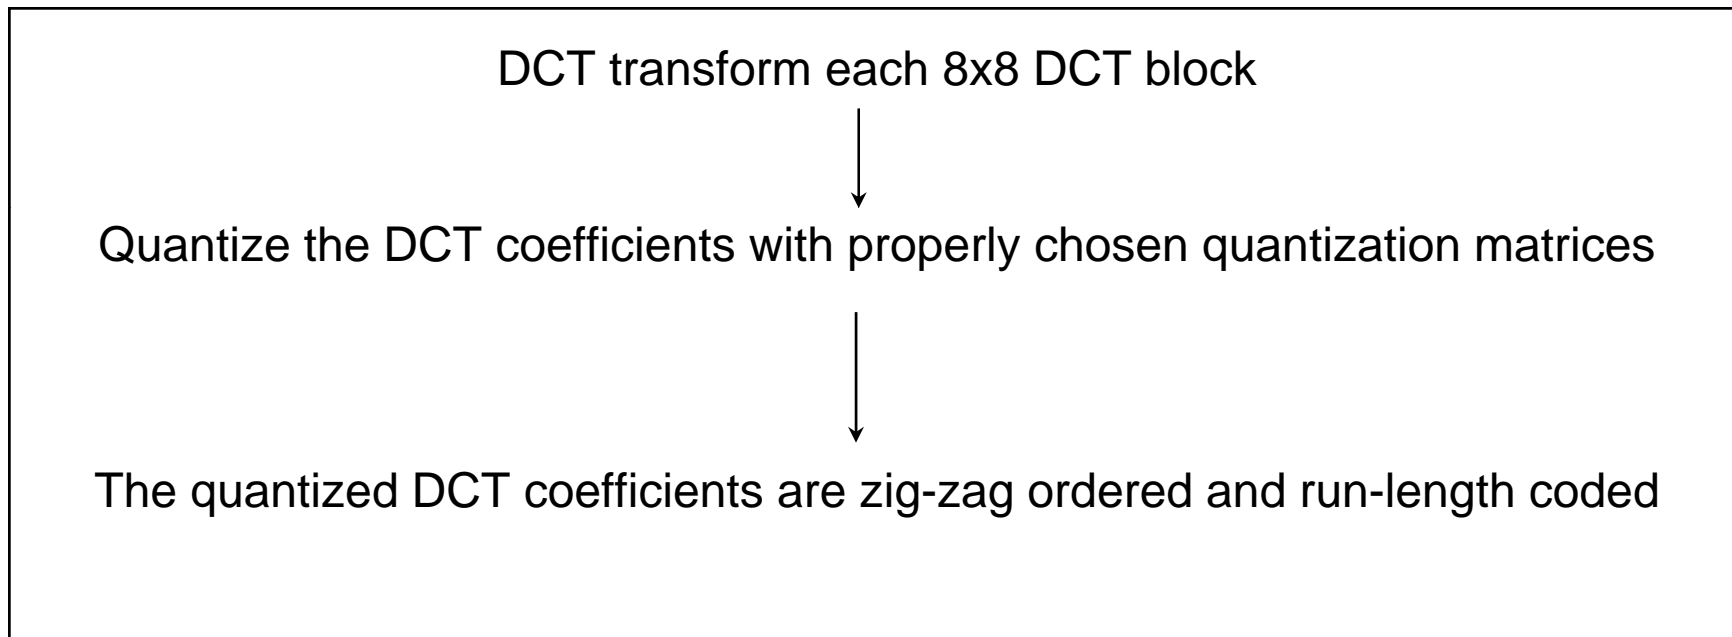 DCT transform each 8x8 DCT block
Quantize the DCT coefficients with properly chosen quantization matrices
The quantized DCT coefficients are zig-zag ordered and run-length coded